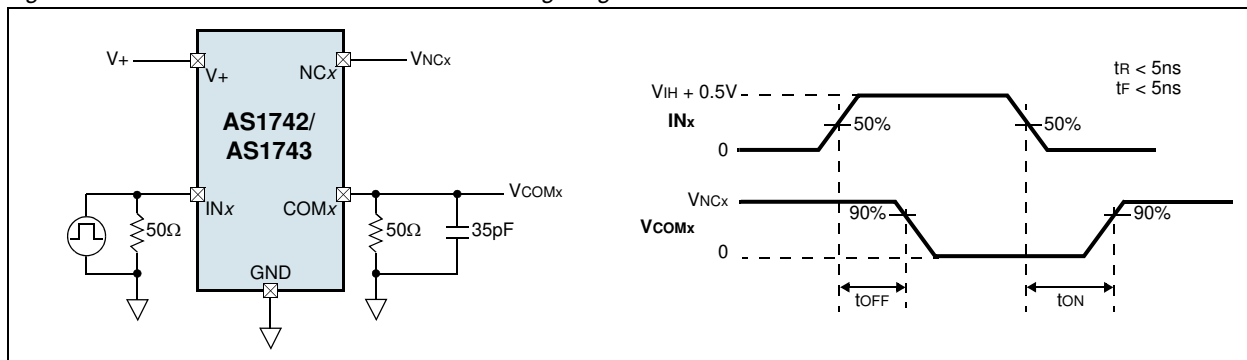 V+
V+
NCx
VNCx
AS1742/
AS1743
INx
COMx
VCOMx
50Ω
50Ω
35pF
GND
tR < 5ns
tF < 5ns
VIH + 0.5V
INx
50%
50%
0
VNCx
VCOMx
90%
90%
0
tOFF
tON